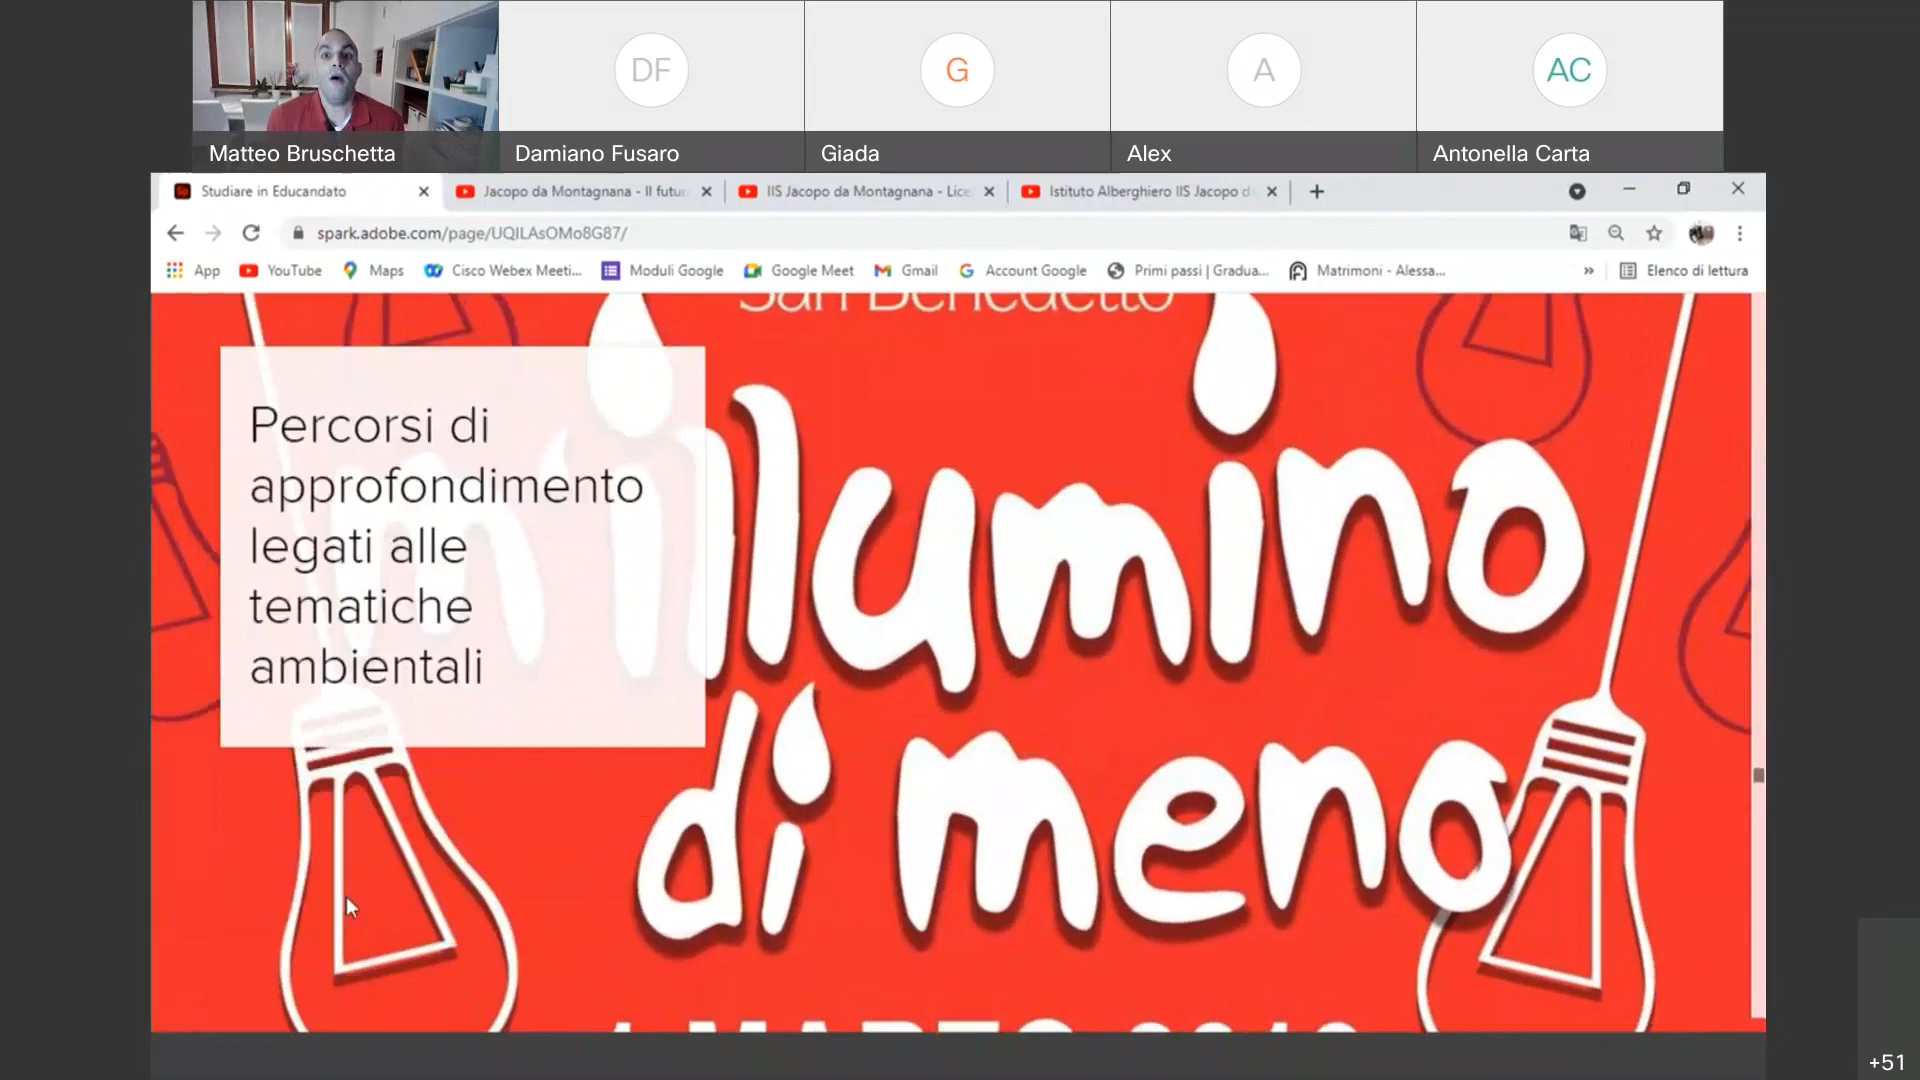 DF
G
A
AC
Matteo Bruschetta
Damiano Fusaro
Giada
Alex
Antonella Carta
Studiare in Educandato
Jacopo da Montagnana - Il futur
IIS Jacopo da Montagnana - Lice
Istituto Alberghiero IIS Jacopo d
spark.adobe.com/page/UQILAsOMo8G87/
App
YouTube
Maps
Cisco Webex Meeti...
Moduli Google
Google Meet
Gmail
Account Google
Primi passi | Gradua...
Matrimoni - Alessa...
»
Elenco di lettura
San Benedetto
Percorsi di
approfondimento
legati alle
tematiche
ambientali
m'illumino
di meno
+51